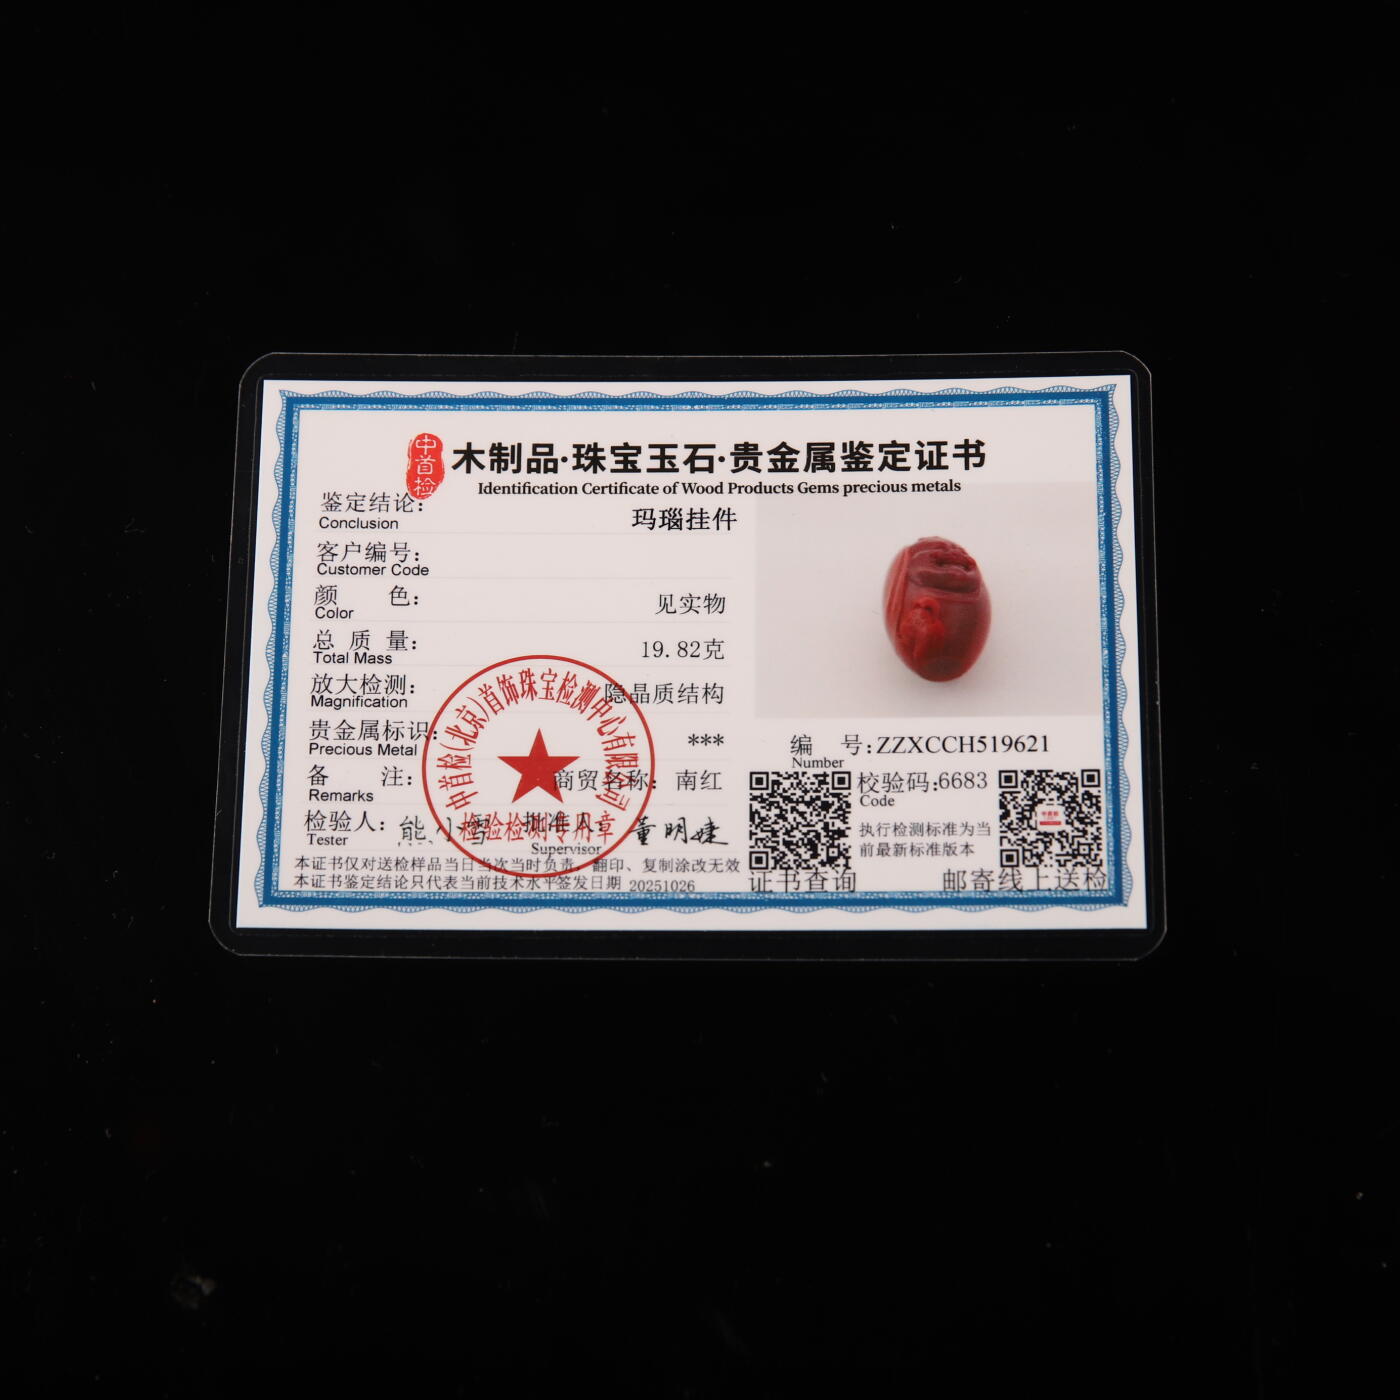 中首检
木制品·珠宝玉石·贵金属鉴定证书
Identification Certificate of Wood Products Gems precious metals
鉴定结论: 玛瑙挂件
Conclusion
客户编号:
Customer Code
颜 色: 见实物
Color
总 质 量: 19.82克
Total Mass
放大检测: 隐晶质结构
Magnification
贵金属标识: ***
Precious Metal
备 注: 商贸名称: 南红
Remarks
检验人: 熊小雪 批准人: 董明婕
Tester Supervisor
本证书仅对送检样品当日当次当时负责, 翻印、复制涂改无效
本证书鉴定结论只代表当前技术水平签发日期 20251026
中首检(北京)首饰珠宝检测中心有限公司
检验检测专用章
编 号:ZZXCCH519621
Number
校验码:6683
Code
执行检测标准为当
前最新标准版本
证书查询
邮寄线上送检